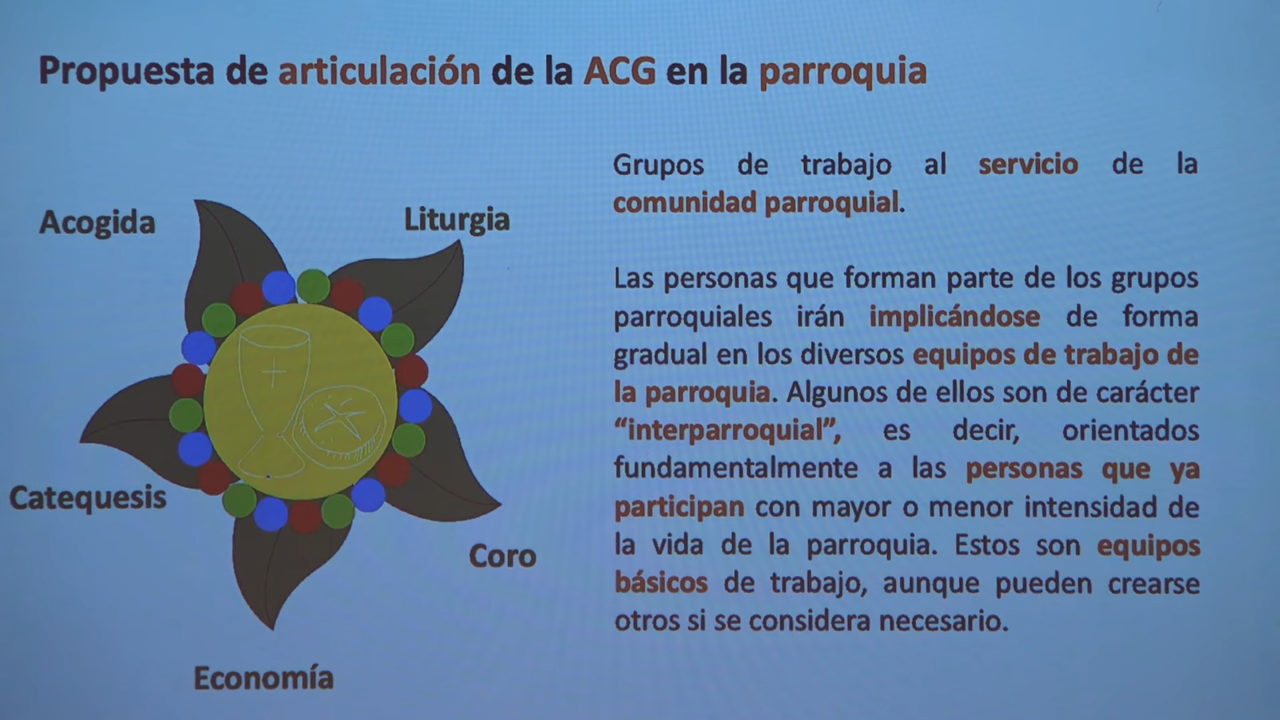 Propuesta de articulación de la ACG en la parroquia
Acogida
Liturgia
Catequesis
Coro
Economía
Grupos de trabajo al servicio de la
comunidad parroquial.
Las personas que forman parte de los grupos
parroquiales irán implicándose de forma
gradual en los diversos equipos de trabajo de
la parroquia. Algunos de ellos son de carácter
“interparroquial”, es decir, orientados
fundamentalmente a las personas que ya
participan con mayor o menor intensidad de
la vida de la parroquia. Estos son equipos
básicos de trabajo, aunque pueden crearse
otros si se considera necesario.